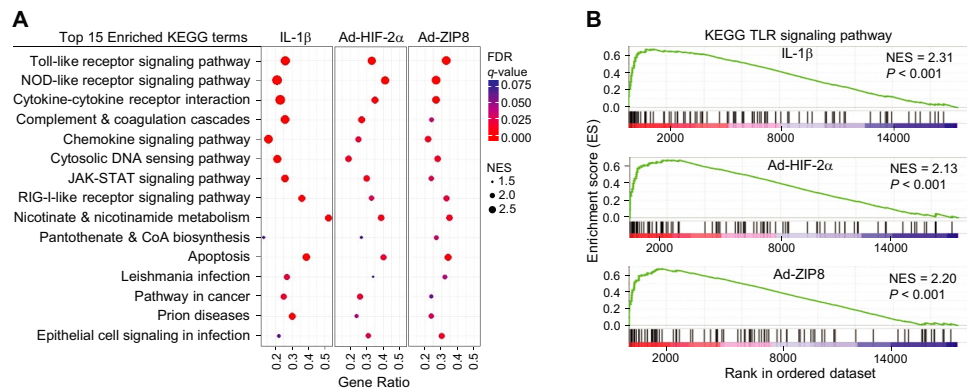 A
Top 15 Enriched KEGG terms
IL-1β
Ad-HIF-2α
Ad-ZIP8
Toll-like receptor signaling pathway
NOD-like receptor signaling pathway
Cytokine-cytokine receptor interaction
Complement & coagulation cascades
Chemokine signaling pathway
Cytosolic DNA sensing pathway
JAK-STAT signaling pathway
RIG-I-like receptor signaling pathway
Nicotinate & nicotinamide metabolism
Pantothenate & CoA biosynthesis
Apoptosis
Leishmania infection
Pathway in cancer
Prion diseases
Epithelial cell signaling in infection
0.2 0.3 0.4 0.5
0.2 0.3 0.4 0.5
0.2 0.3 0.4 0.5
Gene Ratio
FDR
q-value
0.075
0.050
0.025
0.000
NES
1.5
2.0
2.5
B
KEGG TLR signaling pathway
IL-1β
NES = 2.31
P < 0.001
0.6
0.4
0.2
0.0
2000 8000 14000
Ad-HIF-2α
NES = 2.13
P < 0.001
0.6
0.4
0.2
0.0
2000 8000 14000
Ad-ZIP8
NES = 2.20
P < 0.001
0.6
0.4
0.2
0.0
2000 8000 14000
Enrichment score (ES)
Rank in ordered dataset